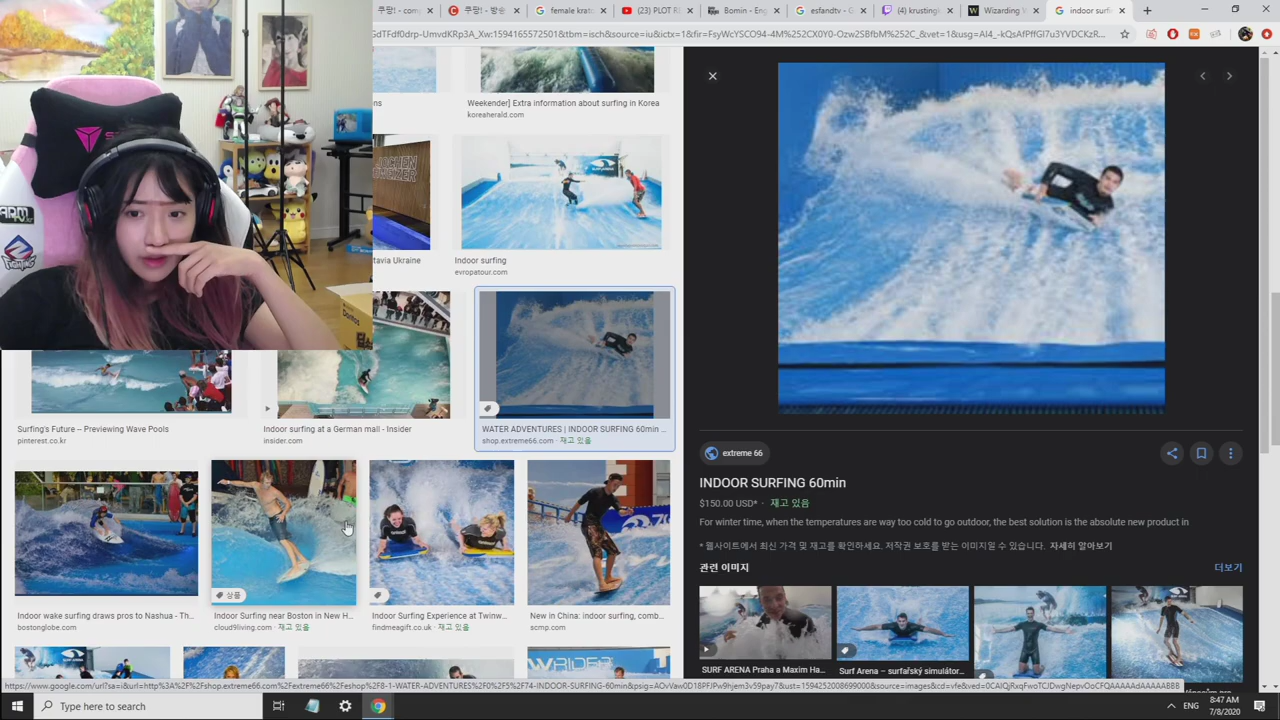 쿠팡! - com
쿠팡! - 방송
female krat
(23) PLOT R
Bomin - Eng
esfandtv - G
(4) krusting
Wizarding W
indoor surfin
Weekender] Extra information about surfing in Korea
koreaherald.com
JOCHEN
ARM
tavia Ukraine
Indoor surfing
evropatour.com
Doritos
Surfing's Future -- Previewing Wave Pools
pinterest.co.kr
Indoor surfing at a German mall - Insider
insider.com
WATER ADVENTURES | INDOOR SURFING 60min ...
shop.extreme66.com · 재고 있음
상품
Indoor wake surfing draws pros to Nashua - Th...
bostonglobe.com
Indoor Surfing near Boston in New H...
cloud9living.com · 재고 있음
Indoor Surfing Experience at Twinw...
findmeagift.co.uk · 재고 있음
New in China: indoor surfing, comb...
scmp.com
extreme 66
INDOOR SURFING 60min
$150.00 USD* · 재고 있음
For winter time, when the temperatures are way too cold to go outdoor, the best solution is the absolute new product in
* 웹사이트에서 최신 가격 및 재고를 확인하세요. 저작권 보호를 받는 이미지일 수 있습니다. 자세히 알아보기
관련 이미지
더보기
SURF ARENA Praha a Maxim Ha...
Surf Arena – surfařský simulátor...
Type here to search
ENG
8:47 AM
7/8/2020